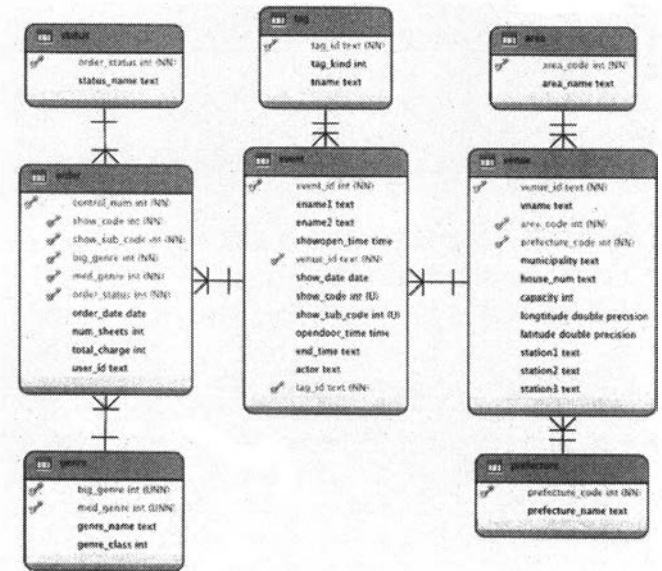 status
order_status int (NN)
status_name text
tag
tag_id text (NN)
tag_kind int
tname text
area
area_code int (NN)
area_name text
order
control_num int (NN)
show_code int (NN)
show_sub_code int (NN)
big_genre int (NN)
med_genre int (NN)
order_status int (NN)
order_date date
num_sheets int
total_charge int
user_id text
event
event_id int (NN)
ename1 text
ename2 text
showopen_time time
venue_id text (NN)
show_date date
show_code int (U)
show_sub_code int (U)
opendoor_time time
end_time text
actor text
tag_id text (NN)
venue
venue_id text (NN)
vname text
area_code int (NN)
prefecture_code int (NN)
municipality text
house_num text
capacity int
longtitude double precision
latitude double precision
station1 text
station2 text
station3 text
genre
big_genre int (UNN)
med_genre int (UNN)
genre_name text
genre_class int
prefecture
prefecture_code int (NN)
prefecture_name text